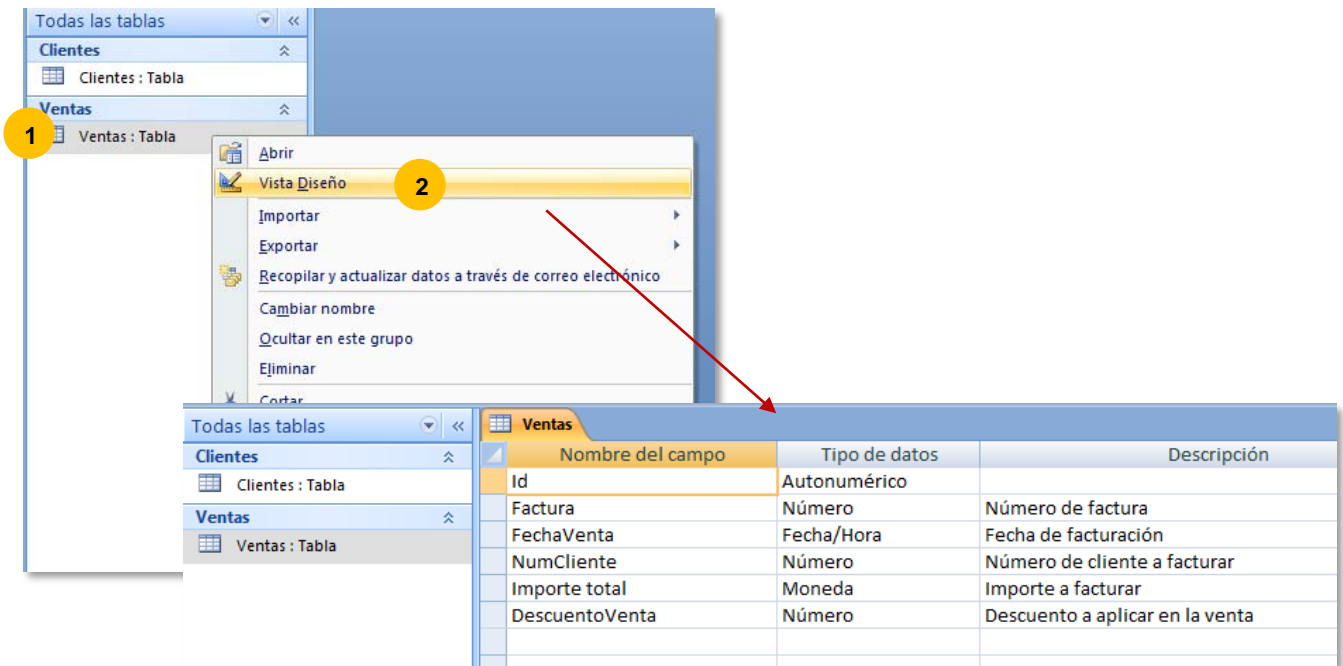 Todas las tablas
Clientes
Clientes : Tabla
Ventas
1
Ventas : Tabla
Abrir
Vista Diseño
2
Importar
Exportar
Recopilar y actualizar datos a través de correo electrónico
Cambiar nombre
Ocultar en este grupo
Eliminar
Cortar
Todas las tablas
Clientes
Clientes : Tabla
Ventas
Ventas : Tabla
Ventas
Nombre del campo Tipo de datos Descripción
Id Autonumérico
Factura Número Número de factura
FechaVenta Fecha/Hora Fecha de facturación
NumCliente Número Número de cliente a facturar
Importe total Moneda Importe a facturar
DescuentoVenta Número Descuento a aplicar en la venta